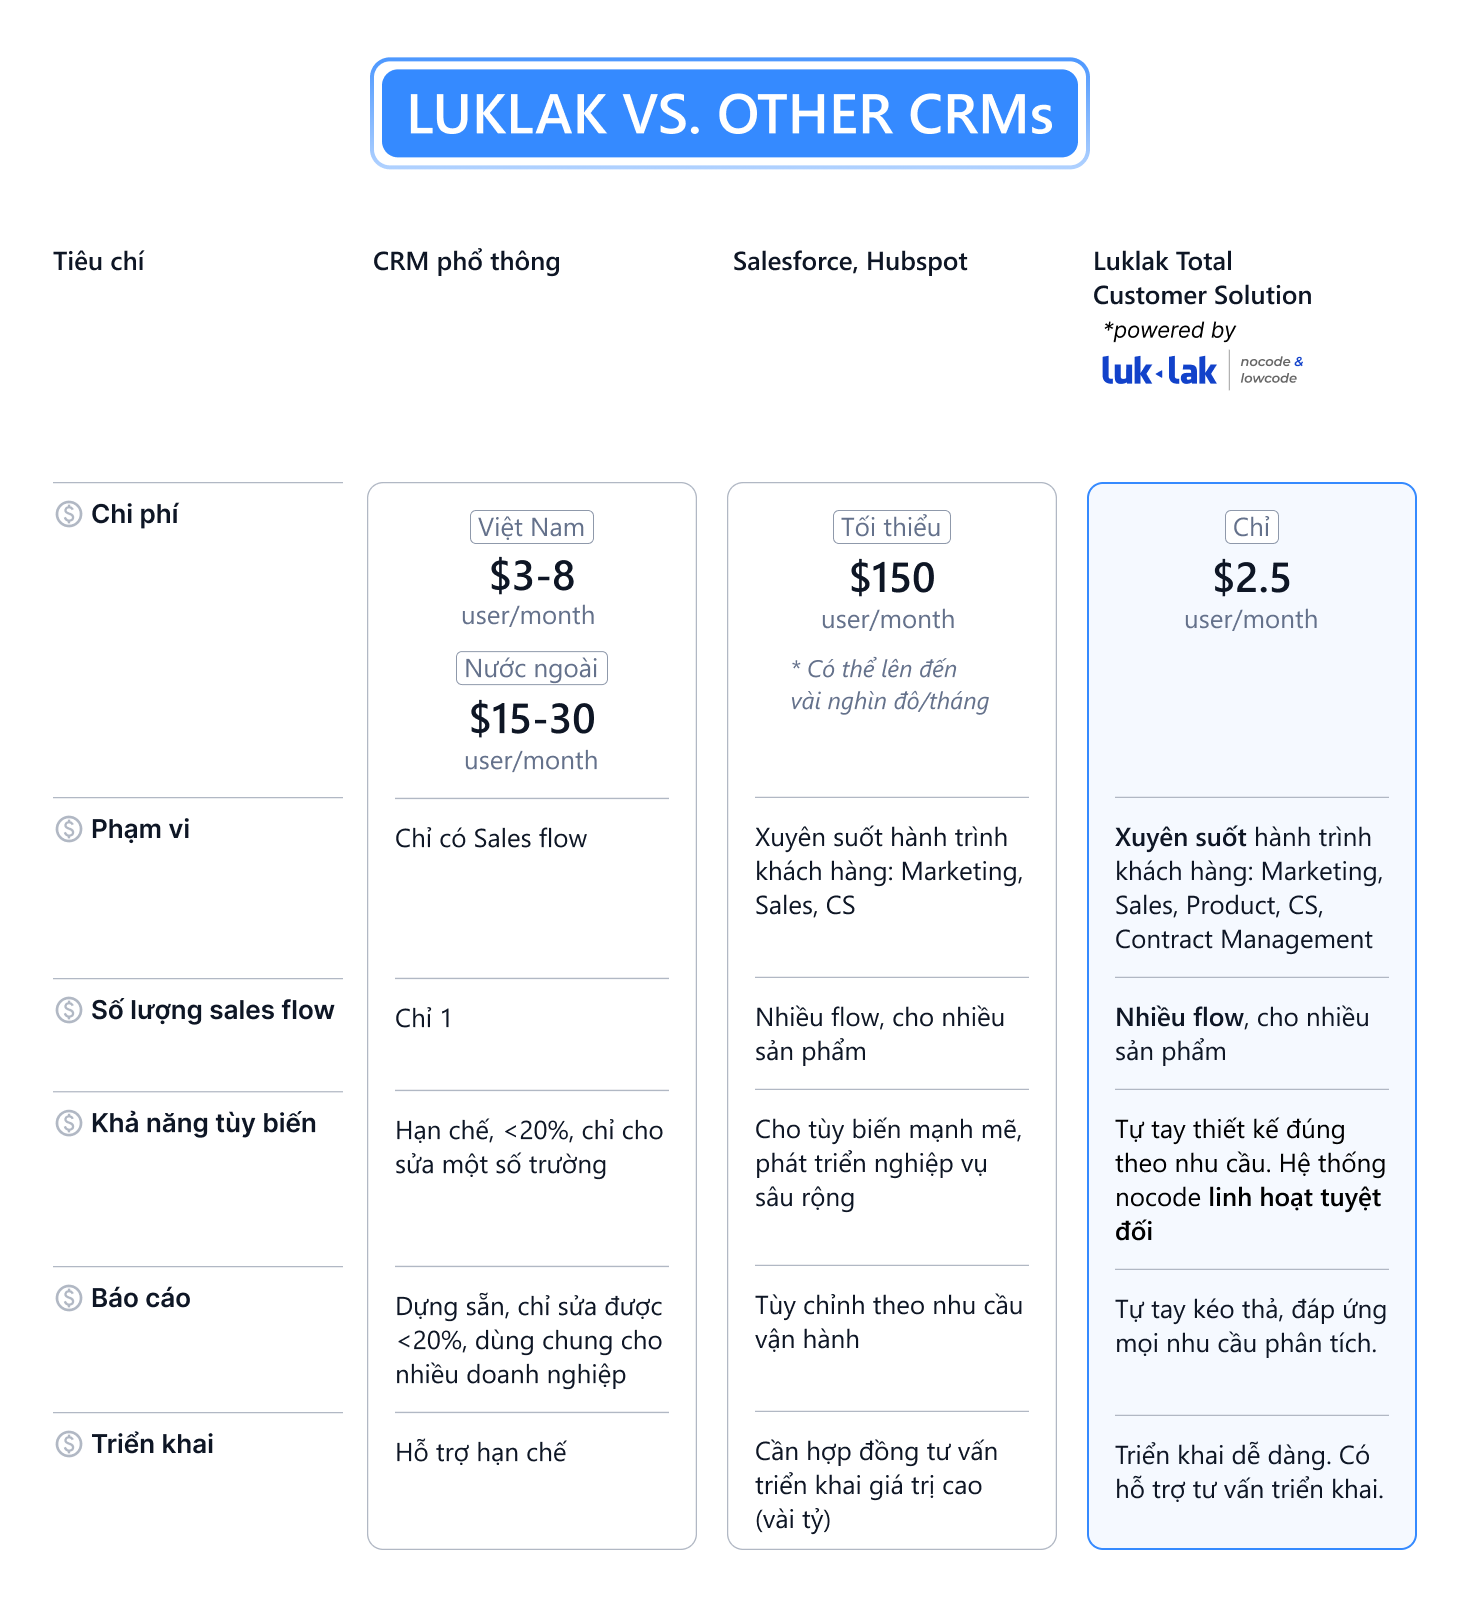 LUKLAK VS. OTHER CRMs
Tiêu chí
CRM phổ thông
Salesforce, Hubspot
Luklak Total
Customer Solution
*powered by
luk lak
nocode &
lowcode
Chi phí
Việt Nam
$3-8
user/month
Nước ngoài
$15-30
user/month
Tối thiểu
$150
user/month
* Có thể lên đến
vài nghìn đô/tháng
Chỉ
$2.5
user/month
Phạm vi
Chỉ có Sales flow
Xuyên suốt hành trình
khách hàng: Marketing,
Sales, CS
Xuyên suốt hành trình
khách hàng: Marketing,
Sales, Product, CS,
Contract Management
Số lượng sales flow
Chỉ 1
Nhiều flow, cho nhiều
sản phẩm
Nhiều flow, cho nhiều
sản phẩm
Khả năng tùy biến
Hạn chế, <20%, chỉ cho
sửa một số trường
Cho tùy biến mạnh mẽ,
phát triển nghiệp vụ
sâu rộng
Tự tay thiết kế đúng
theo nhu cầu. Hệ thống
nocode linh hoạt tuyệt
đối
Báo cáo
Dựng sẵn, chỉ sửa được
<20%, dùng chung cho
nhiều doanh nghiệp
Tùy chỉnh theo nhu cầu
vận hành
Tự tay kéo thả, đáp ứng
mọi nhu cầu phân tích.
Triển khai
Hỗ trợ hạn chế
Cần hợp đồng tư vấn
triển khai giá trị cao
(vài tỷ)
Triển khai dễ dàng. Có
hỗ trợ tư vấn triển khai.